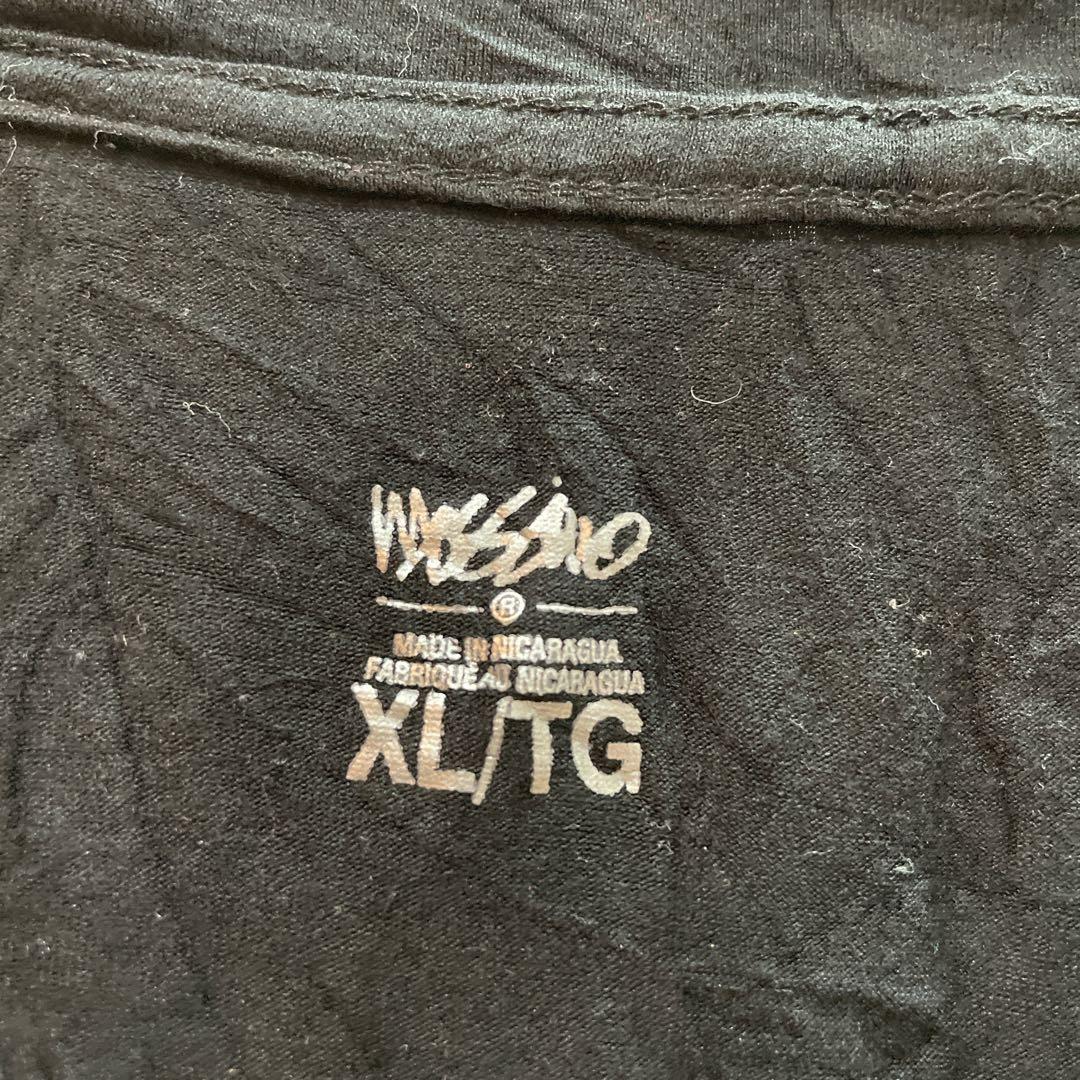 Mossimo
®
MADE IN NICARAGUA
FABRIQUÉ AU NICARAGUA
XL/TG